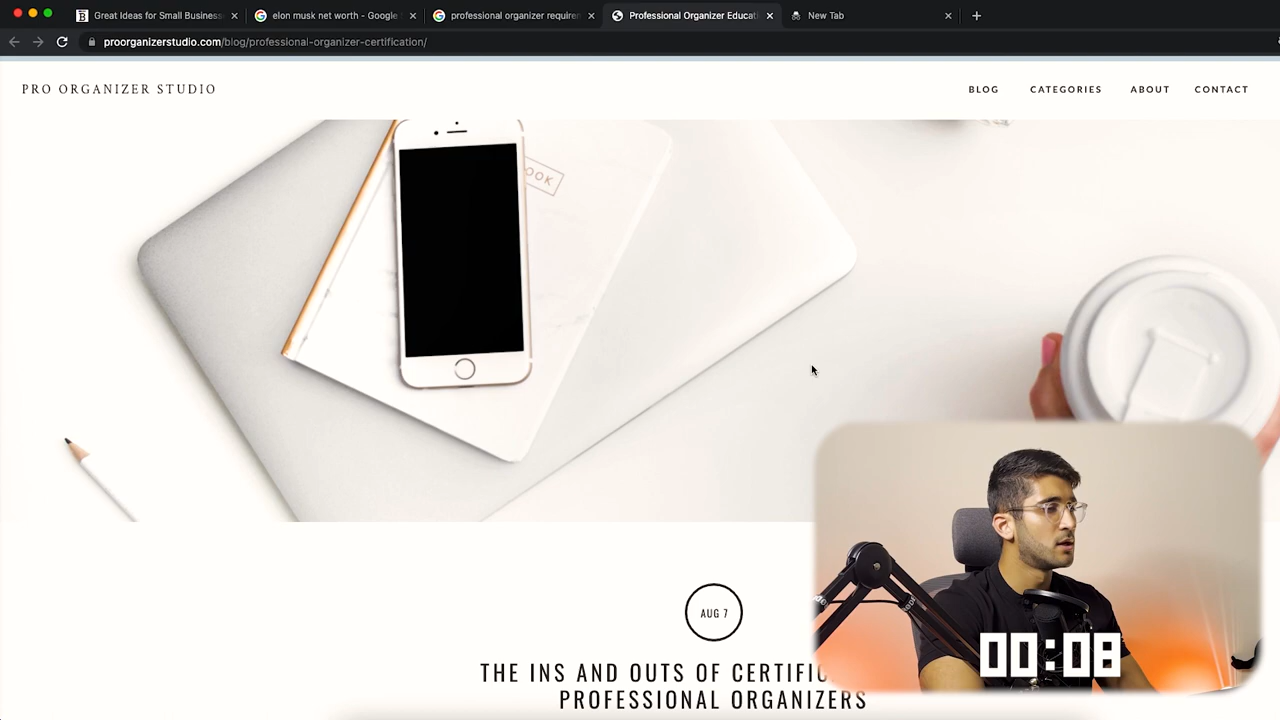 Great Ideas for Small Business
elon musk net worth - Google
professional organizer requirem
Professional Organizer Educat
New Tab
proorganizerstudio.com/blog/professional-organizer-certification/
PRO ORGANIZER STUDIO
BLOG
CATEGORIES
ABOUT
CONTACT
OOK
AUG 7
THE INS AND OUTS OF CERTIFIC
PROFESSIONAL ORGANIZERS
00:08